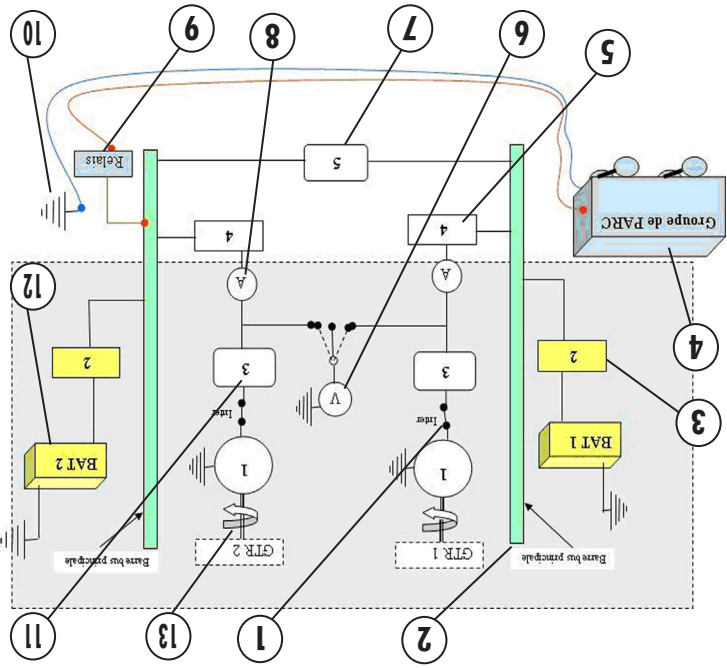 2
1
13
11
Barre bus principale
GTR 1
GTR 2
Barre bus principale
BAT 1
1
1
BAT 2
Inter
Inter
3
V
3
3
2
2
4
12
A
A
Groupe de PARC
4
4
10
5
Relais
5
6
7
8
9